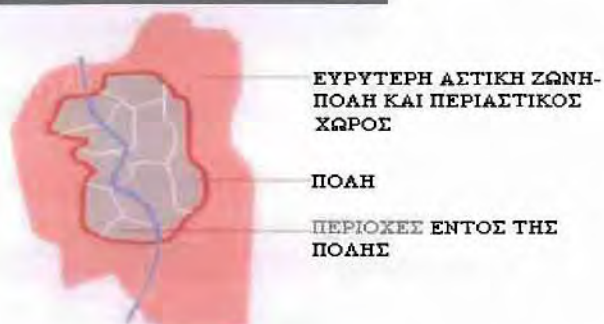 ΕΥΡΥΤΕΡΗ ΑΣΤΙΚΗ ΖΩΝΗ-
ΠΟΛΗ ΚΑΙ ΠΕΡΙΑΣΤΙΚΟΣ
ΧΩΡΟΣ
ΠΟΛΗ
ΠΕΡΙΟΧΕΣ ΕΝΤΟΣ ΤΗΣ
ΠΟΛΗΣ